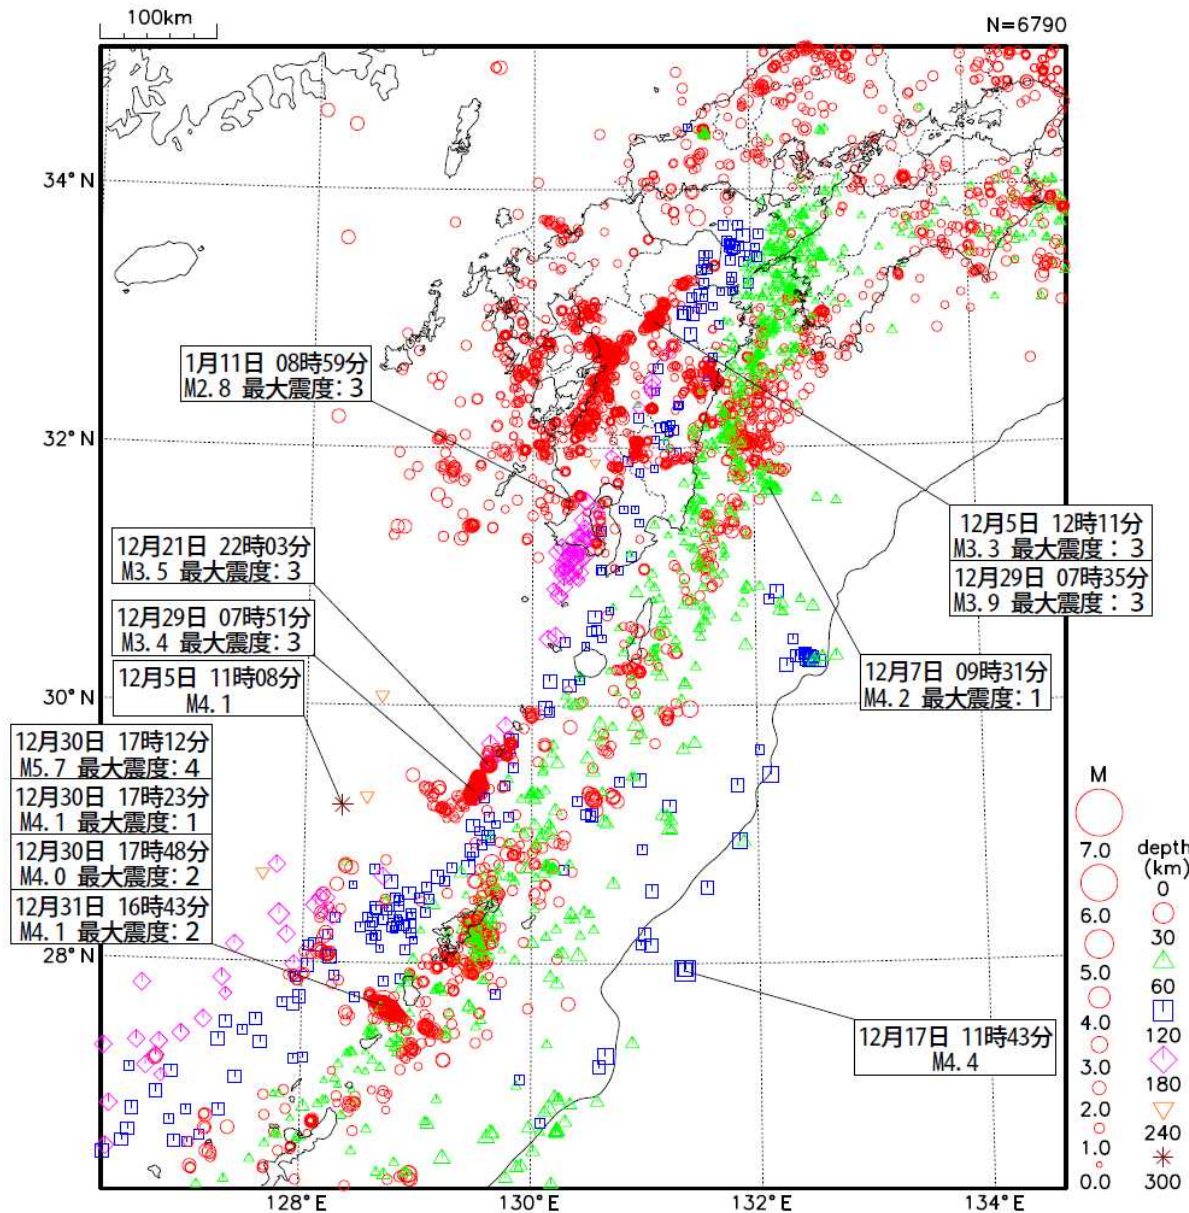 100km
N=6790
34°N
32°N
30°N
28°N
128°E
130°E
132°E
134°E
1月11日 08時59分
M2.8 最大震度:3
12月21日 22時03分
M3.5 最大震度:3
12月29日 07時51分
M3.4 最大震度:3
12月5日 11時08分
M4.1
12月30日 17時12分
M5.7 最大震度:4
12月30日 17時23分
M4.1 最大震度:1
12月30日 17時48分
M4.0 最大震度:2
12月31日 16時43分
M4.1 最大震度:2
12月5日 12時11分
M3.3 最大震度:3
12月29日 07時35分
M3.9 最大震度:3
12月7日 09時31分
M4.2 最大震度:1
12月17日 11時43分
M4.4
M
7.0
6.0
5.0
4.0
3.0
2.0
1.0
0.0
depth
(km)
0
30
60
120
180
240
300